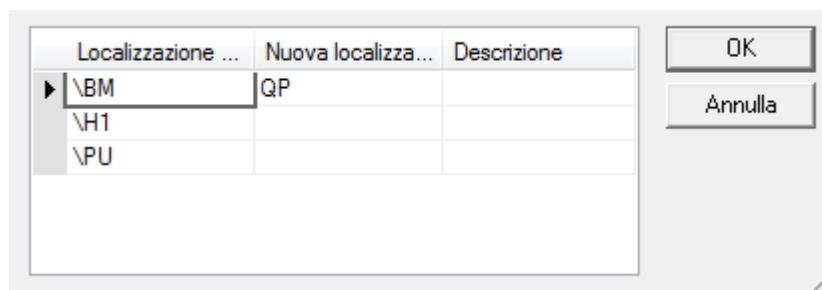 Localizzazione ... Nuova localizza... Descrizione
\BM QP
\H1
\PU
OK
Annulla